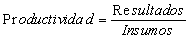 Productividad = Resultados / Insumos